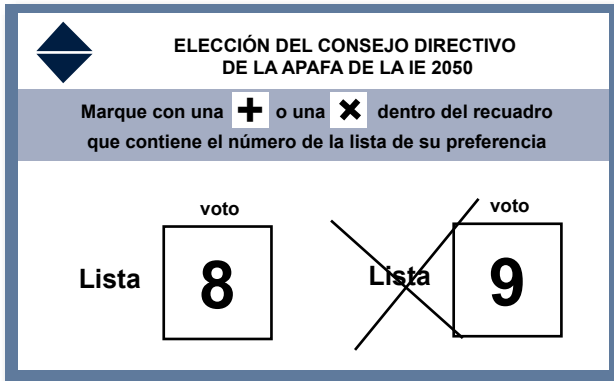 ELECCIÓN DEL CONSEJO DIRECTIVO
DE LA APAFA DE LA IE 2050
Marque con una + o una × dentro del recuadro
que contiene el número de la lista de su preferencia
voto
Lista 8
voto
Lista 9